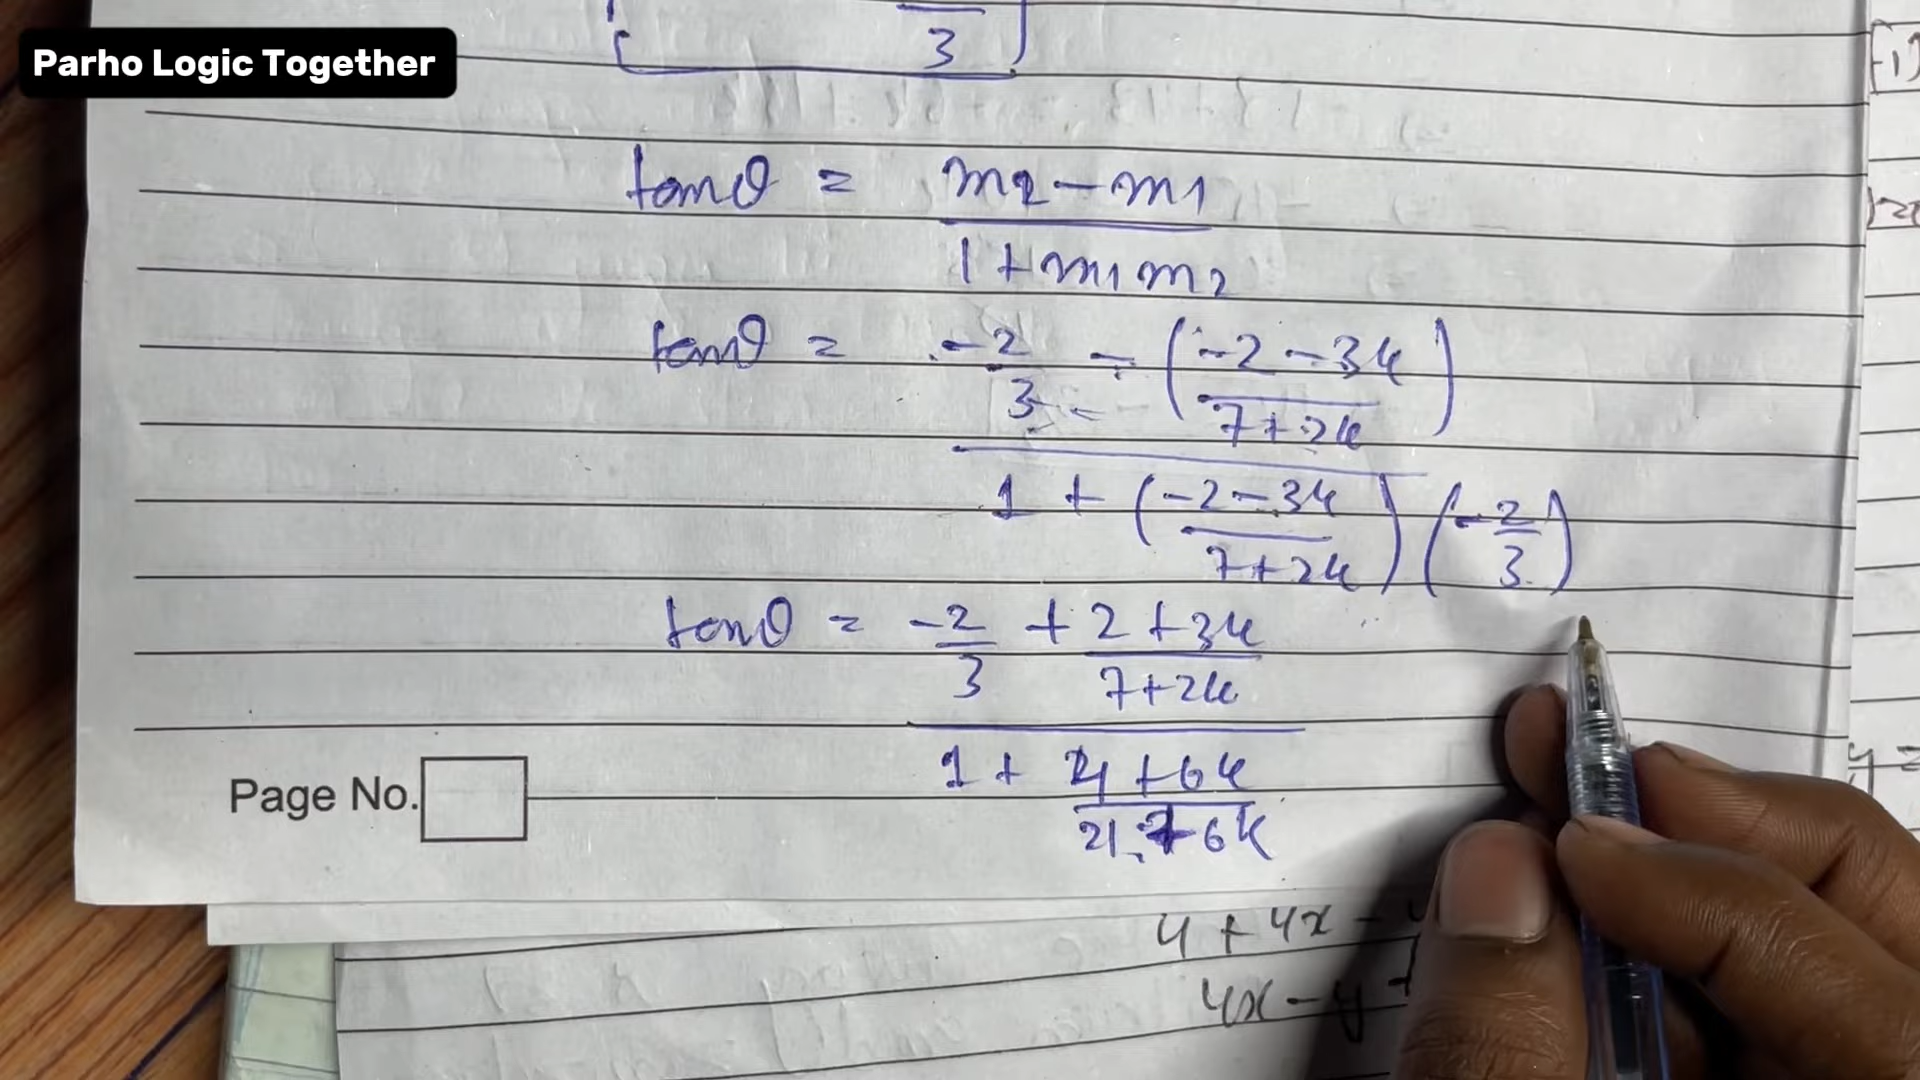 Parho Logic Together
3
tanθ = m2 - m1
1 + m1 m2
tanθ = -2/3 - (-2 - 3k / 7 + 2k)
1 + (-2 - 3k / 7 + 2k) (-2/3)
tanθ = -2/3 + 2 + 3k / 7 + 2k
1 + 4 + 6k / 21 + 6k
Page No.
4 + 4x -
4x - y +